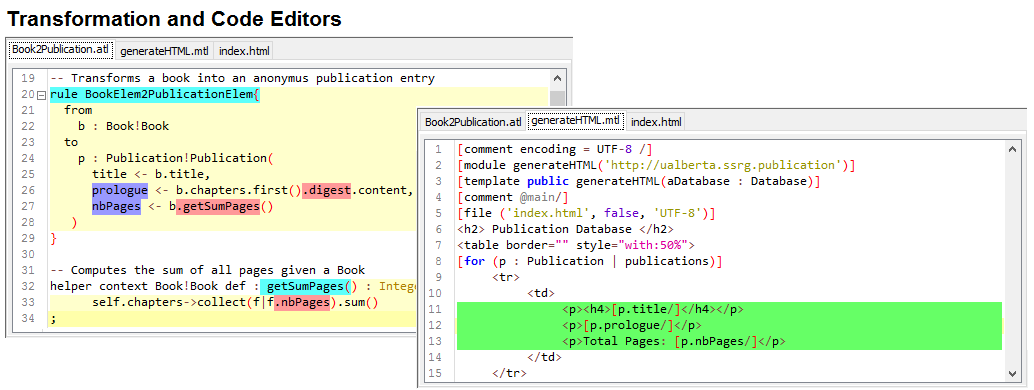 Transformation and Code Editors
Book2Publication.atl generateHTML.mtl index.html
19 -- Transforms a book into an anonymus publication entry
20 rule BookElem2PublicationElem{
21 from
22 b : Book!Book
23 to
24 p : Publication!Publication(
25 title <- b.title,
26 prologue <- b.chapters.first().digest.content,
27 nbPages <- b.getSumPages()
28 )
29 }
30
31 -- Computes the sum of all pages given a Book
32 helper context Book!Book def : getSumPages() : Intege
33 self.chapters->collect(f|f.nbPages).sum()
34 ;
Book2Publication.atl generateHTML.mtl index.html
1 [comment encoding = UTF-8 /]
2 [module generateHTML('http://ualberta.ssrg.publication')]
3 [template public generateHTML(aDatabase : Database)]
4 [comment @main/]
5 [file ('index.html', false, 'UTF-8')]
6 <h2> Publication Database </h2>
7 <table border="" style="with:50%">
8 [for (p : Publication | publications)]
9 <tr>
10 <td>
11 <p><h4>[p.title/]</h4></p>
12 <p>[p.prologue/]</p>
13 <p>Total Pages: [p.nbPages/]</p>
14 </td>
15 </tr>